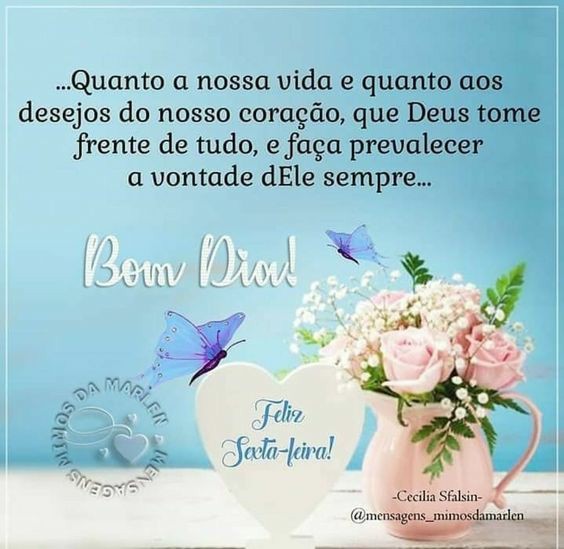 ...Quanto a nossa vida e quanto aos
desejos do nosso coração, que Deus tome
frente de tudo, e faça prevalecer
a vontade dEle sempre...
Bom Dia!
MENSAGENS MIMOS DA MARLEN
Feliz
Sexta-feira!
-Cecilia Sfalsin-
@mensagens_mimosdamarlen